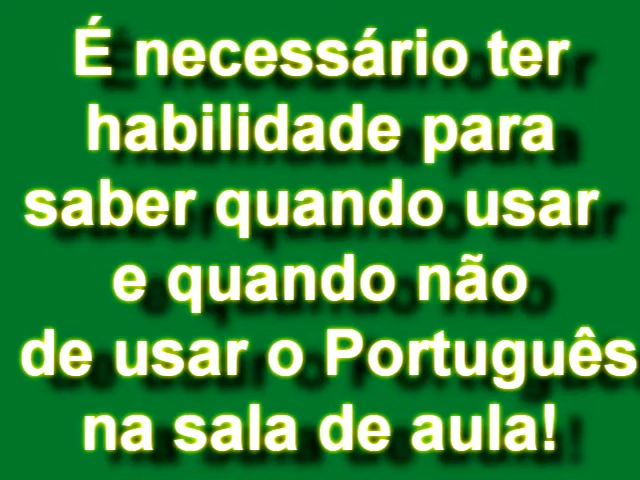 É necessário ter
habilidade para
saber quando usar
e quando não
de usar o Português
na sala de aula!